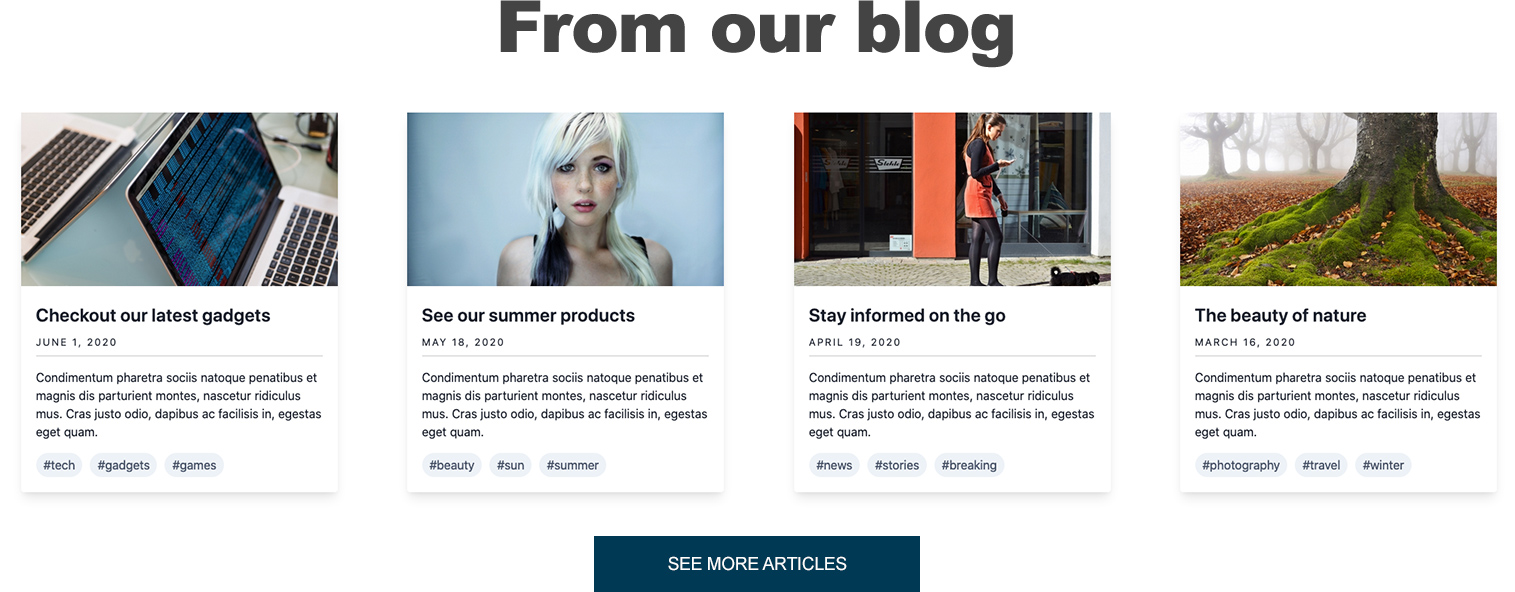 From our blog
Stihls
Checkout our latest gadgets
JUNE 1, 2020
Condimentum pharetra sociis natoque penatibus et
magnis dis parturient montes, nascetur ridiculus
mus. Cras justo odio, dapibus ac facilisis in, egestas
eget quam.
#tech #gadgets #games
See our summer products
MAY 18, 2020
Condimentum pharetra sociis natoque penatibus et
magnis dis parturient montes, nascetur ridiculus
mus. Cras justo odio, dapibus ac facilisis in, egestas
eget quam.
#beauty #sun #summer
Stay informed on the go
APRIL 19, 2020
Condimentum pharetra sociis natoque penatibus et
magnis dis parturient montes, nascetur ridiculus
mus. Cras justo odio, dapibus ac facilisis in, egestas
eget quam.
#news #stories #breaking
The beauty of nature
MARCH 16, 2020
Condimentum pharetra sociis natoque penatibus et
magnis dis parturient montes, nascetur ridiculus
mus. Cras justo odio, dapibus ac facilisis in, egestas
eget quam.
#photography #travel #winter
SEE MORE ARTICLES